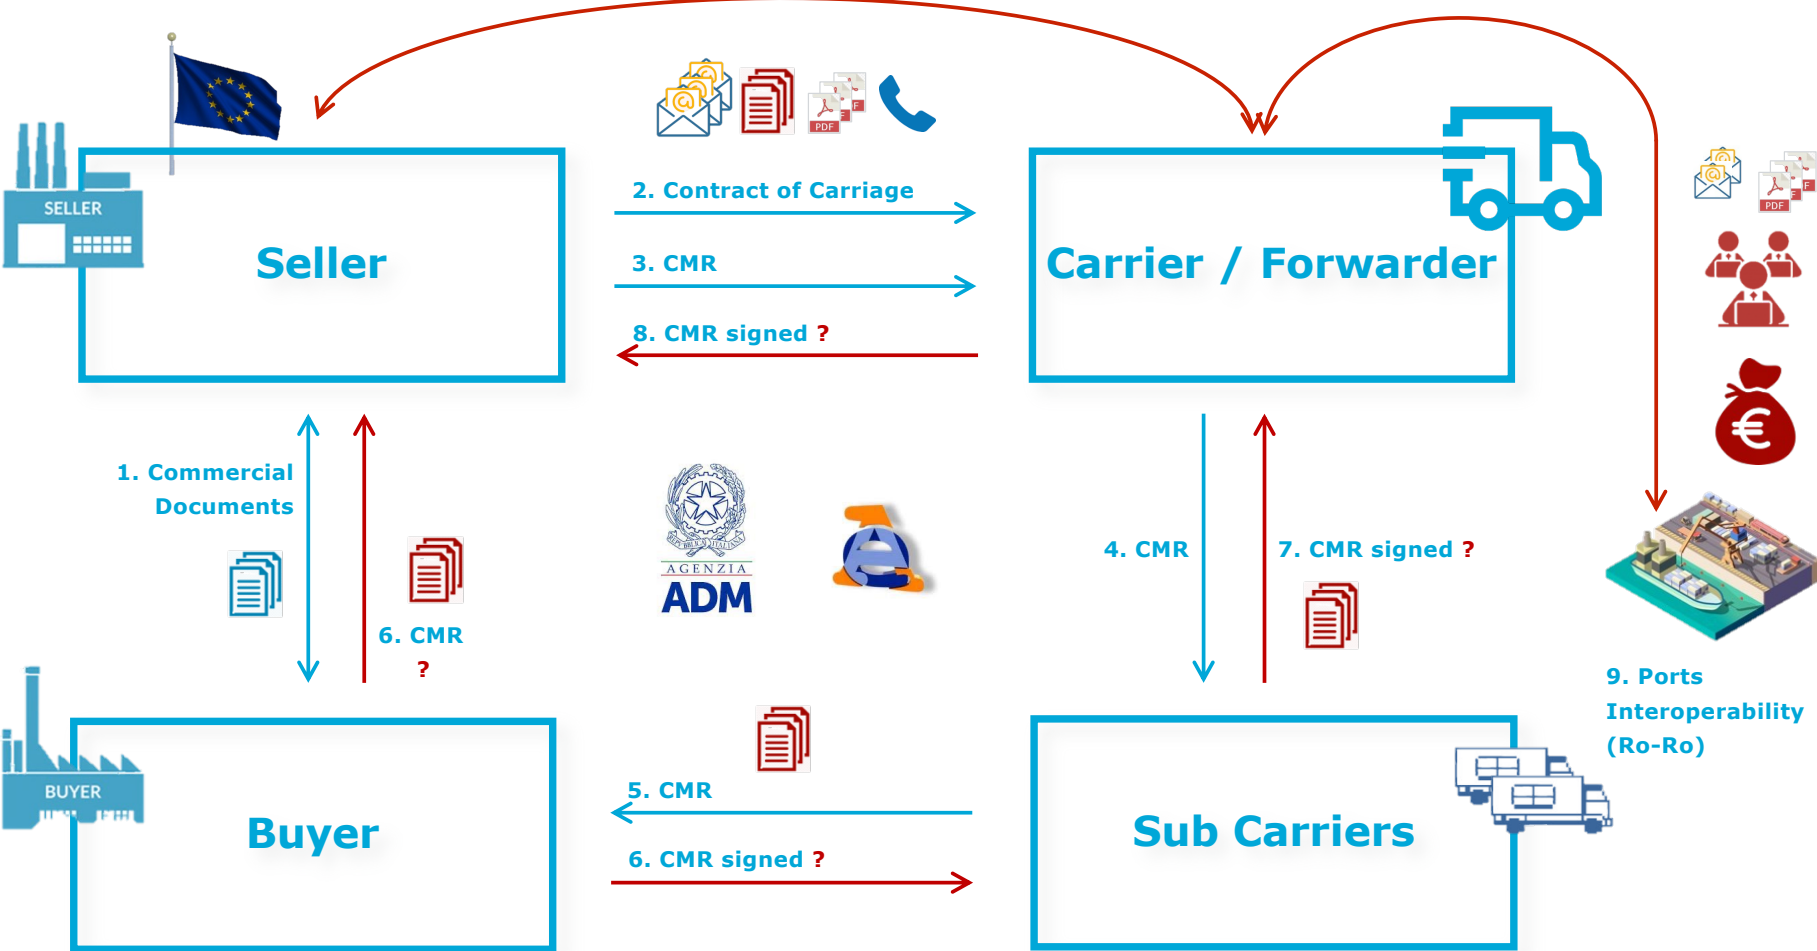 SELLER
Seller
PDF
2. Contract of Carriage
3. CMR
8. CMR signed ?
Carrier / Forwarder
PDF
1. Commercial
Documents
6. CMR
?
REPVBBLICA ITALIANA
AGENZIA
ADM
4. CMR
7. CMR signed ?
9. Ports
Interoperability
(Ro-Ro)
BUYER
Buyer
5. CMR
6. CMR signed ?
Sub Carriers